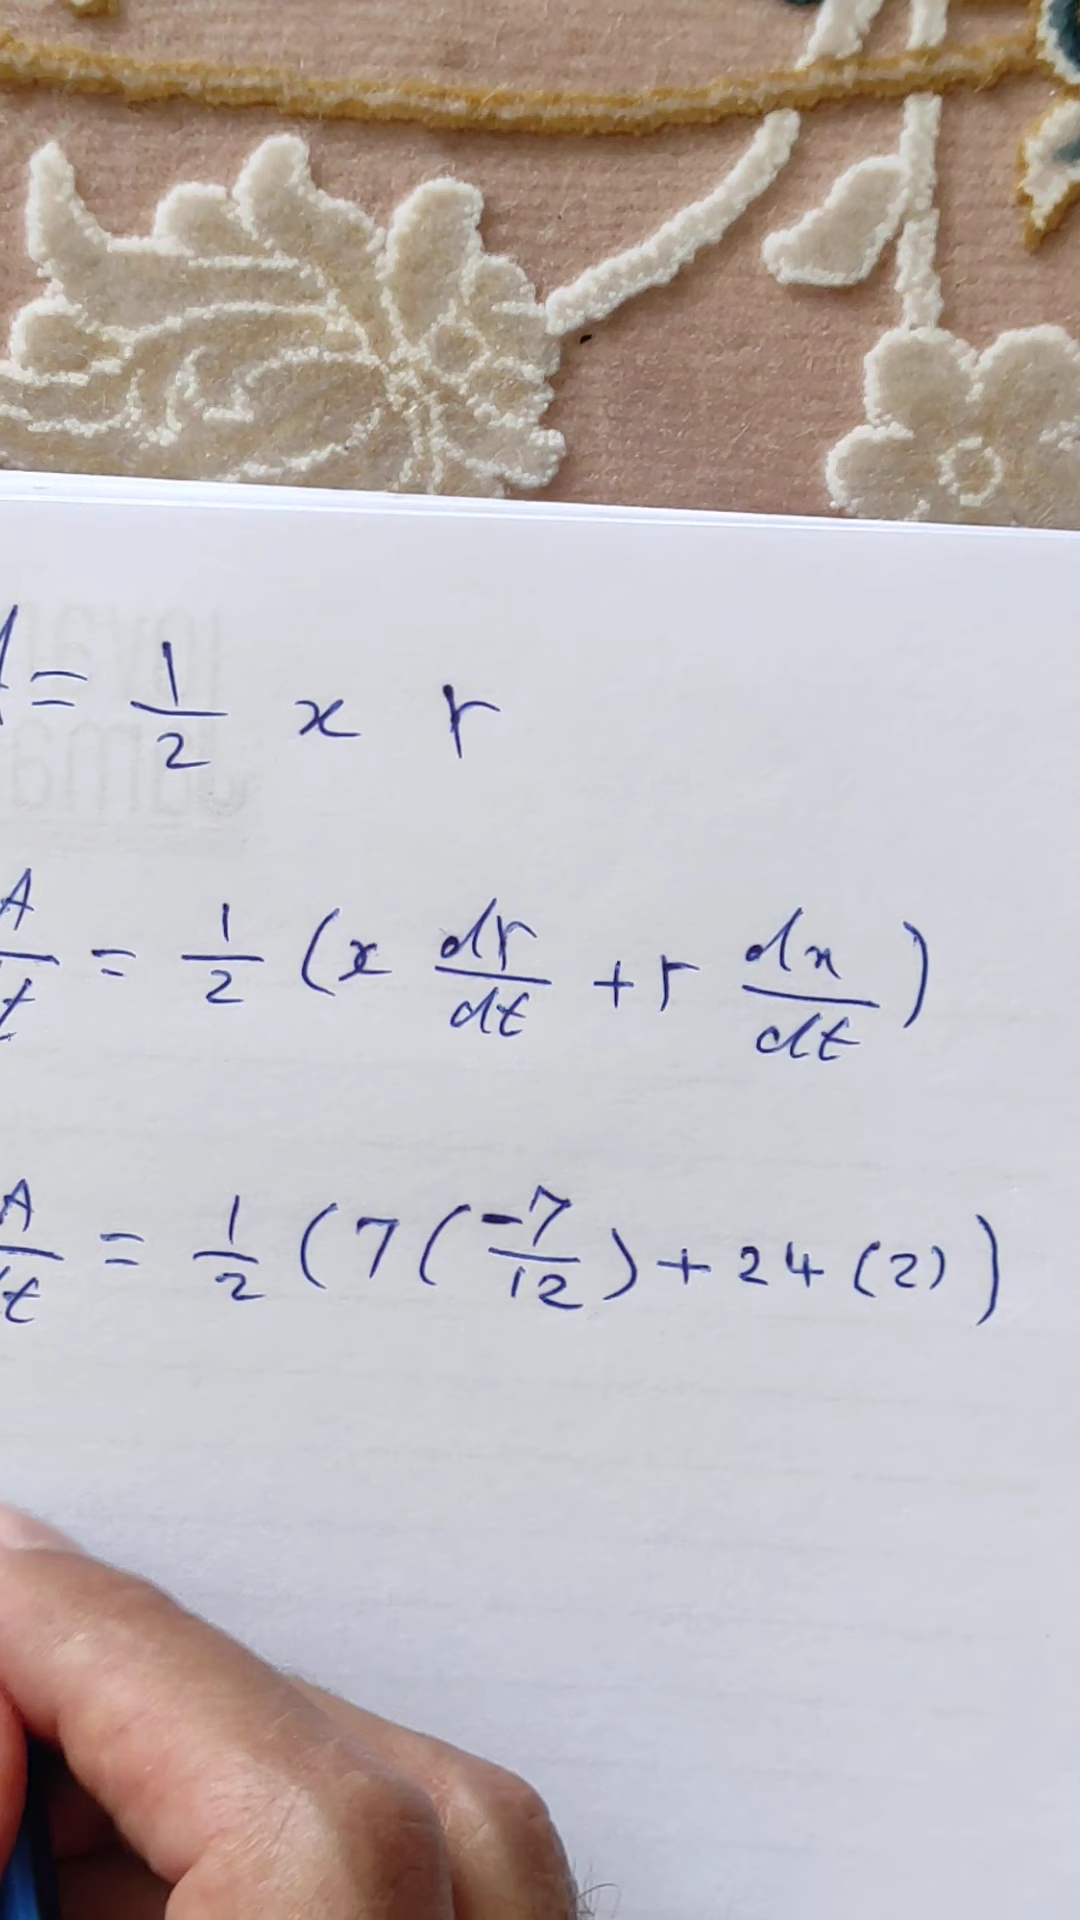 A = 1/2 x r
A/t = 1/2 (x dr/dt + r dx/dt)
A/t = 1/2 (7(-7/12) + 24(2))